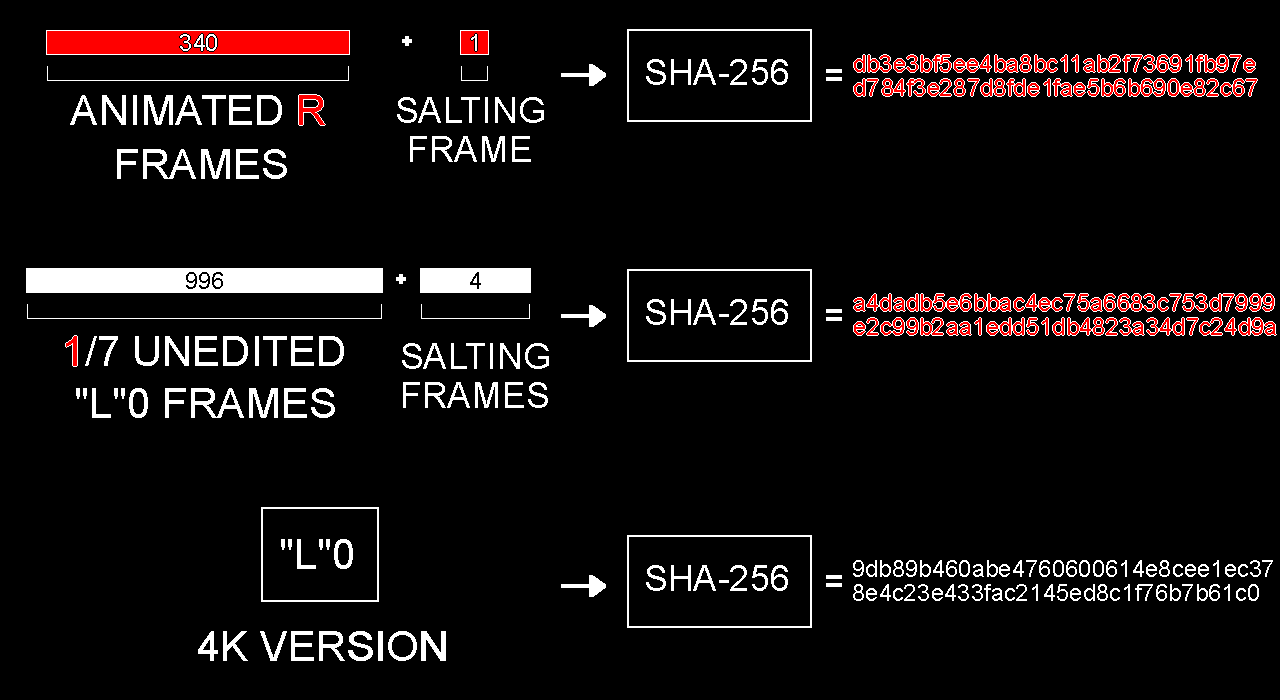 340 + 1
ANIMATED R
FRAMES
SALTING
FRAME
SHA-256
= db3e3bf5ee4ba8bc11ab2f73691fb97e
d784f3e287d8fde1fae5b6b690e82c67
996 + 4
1/7 UNEDITED
"L"0 FRAMES
SALTING
FRAMES
SHA-256
= a4dadb5e6bbac4ec75a6683c753d7999
e2c99b2aa1edd51db4823a34d7c24d9a
"L"0
4K VERSION
SHA-256
= 9db89b460abe4760600614e8cee1ec37
8e4c23e433fac2145ed8c1f76b7b61c0